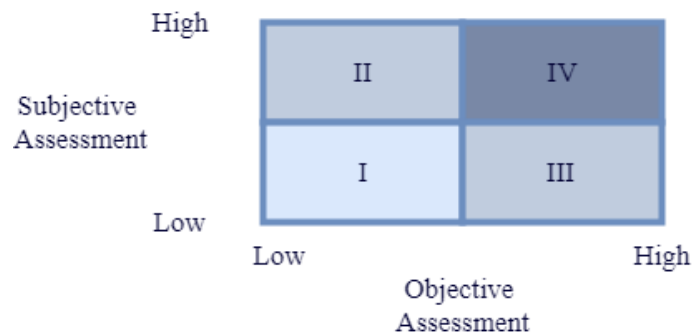 High
II
IV
Subjective
Assessment
I
III
Low
Low
High
Objective
Assessment